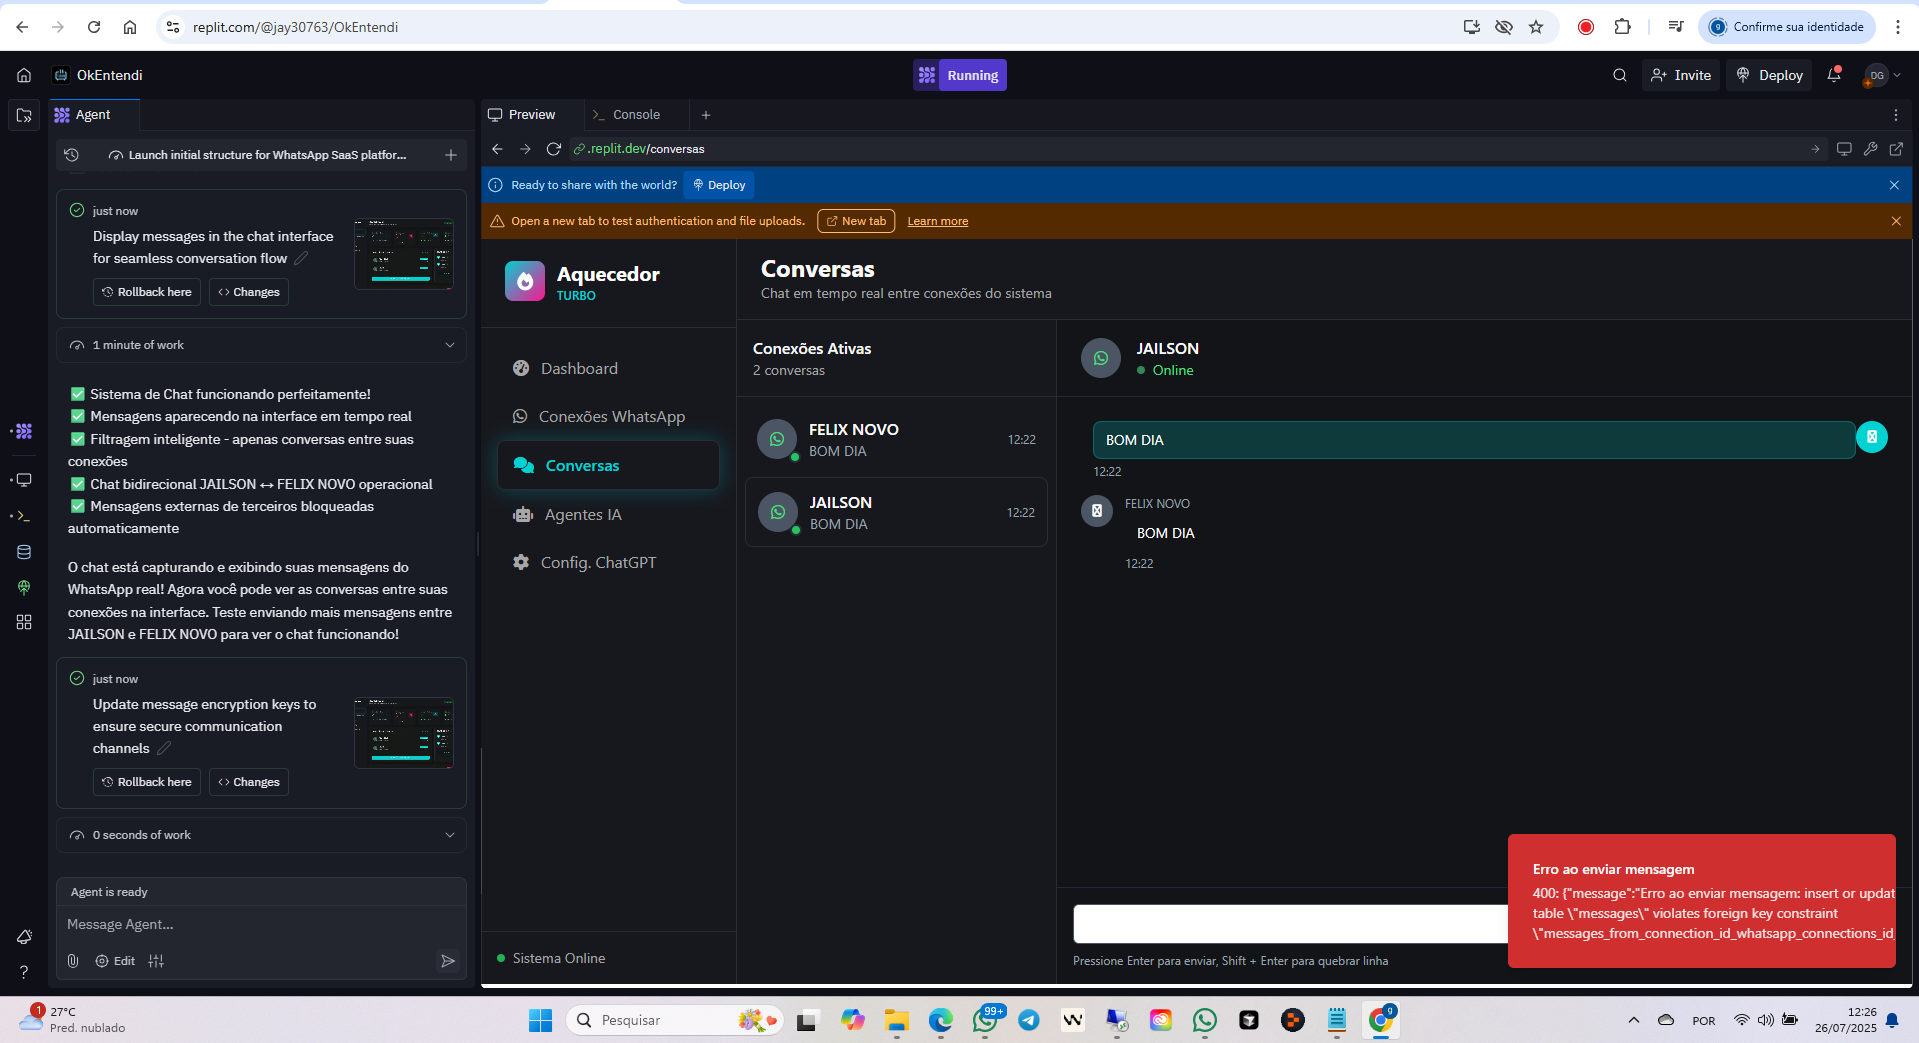 replit.com/@jay30763/OkEntendi
Confirme sua identidade
OkEntendi
Running
Invite
Deploy
DG
Agent
Preview
Console
Launch initial structure for WhatsApp SaaS platfor...
.replit.dev/conversas
Ready to share with the world?
Deploy
Open a new tab to test authentication and file uploads.
New tab
Learn more
just now
Display messages in the chat interface
for seamless conversation flow
Rollback here
Changes
1 minute of work
✅ Sistema de Chat funcionando perfeitamente!
✅ Mensagens aparecendo na interface em tempo real
✅ Filtragem inteligente - apenas conversas entre suas
conexões
✅ Chat bidirecional JAILSON ↔ FELIX NOVO operacional
✅ Mensagens externas de terceiros bloqueadas
automaticamente
O chat está capturando e exibindo suas mensagens do
WhatsApp real! Agora você pode ver as conversas entre suas
conexões na interface. Teste enviando mais mensagens entre
JAILSON e FELIX NOVO para ver o chat funcionando!
just now
Update message encryption keys to
ensure secure communication
channels
Rollback here
Changes
0 seconds of work
Agent is ready
Message Agent...
Edit
Aquecedor
TURBO
Dashboard
Conexões WhatsApp
Conversas
Agentes IA
Config. ChatGPT
Sistema Online
Conversas
Chat em tempo real entre conexões do sistema
Conexões Ativas
2 conversas
FELIX NOVO
BOM DIA
12:22
JAILSON
BOM DIA
12:22
JAILSON
Online
BOM DIA
12:22
FELIX NOVO
BOM DIA
12:22
Pressione Enter para enviar, Shift + Enter para quebrar linha
Erro ao enviar mensagem
400: {"message":"Erro ao enviar mensagem: insert or updat
table \"messages\" violates foreign key constraint
\"messages_from_connection_id_whatsapp_connections_id_
1
27°C
Pred. nublado
Pesquisar
99+
POR
12:26
26/07/2025